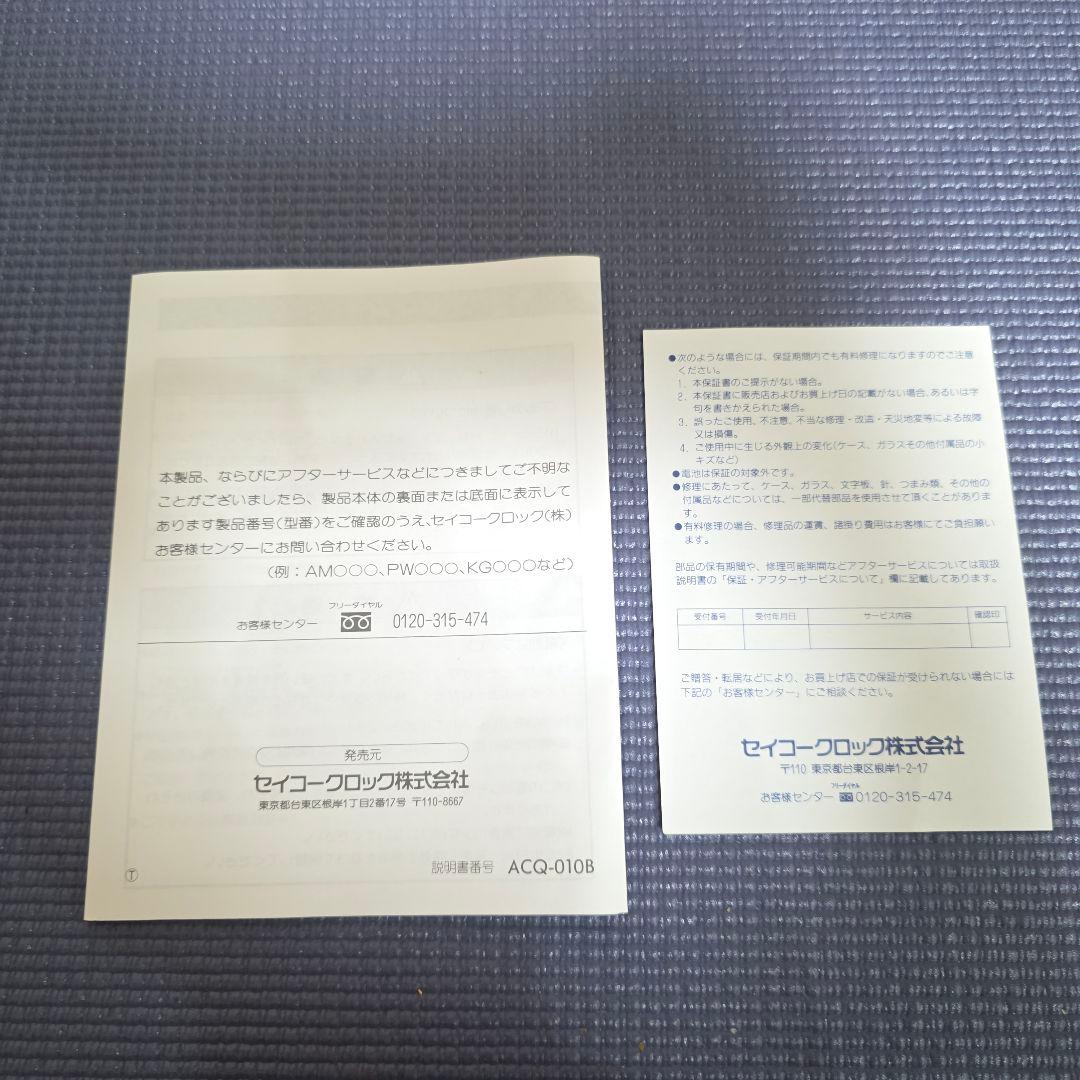 本製品、ならびにアフターサービスなどにつきましてご不明な
ことがございましたら、製品本体の裏面または底面に表示して
あります製品番号(型番)をご確認のうえ、セイコークロック(株)
お客様センターにお問い合わせください。
(例：AM○○○、PW○○○、KG○○○など)
フリーダイヤル
お客様センター 0120-315-474
発売元
セイコークロック株式会社
東京都台東区根岸1丁目2番17号 〒110-8667
Ⓣ
説明書番号 ACQ-010B
●次のような場合には、保証期間内でも有料修理になりますのでご注意
ください。
1．本保証書のご提示がない場合。
2．本保証書に販売店およびお買上げ日の記載がない場合、あるいは字
句を書きかえられた場合。
3．誤ったご使用、不注意、不当な修理・改造・天災地変等による故障
又は損傷。
4．ご使用中に生じる外観上の変化(ケース、ガラスその他付属品の小
キズなど)
●電池は保証の対象外です。
●修理にあたって、ケース、ガラス、文字板、針、つまみ類、その他の
付属品などについては、一部代替部品を使用させて頂くことがありま
す。
●有料修理の場合、修理品の運賃、諸掛り費用はお客様にてご負担願い
ます。
部品の保有期間や、修理可能期間などアフターサービスについては取扱
説明書の「保証・アフターサービスについて」欄に記載してあります。
受付番号 受付年月日 サービス内容 確認印
ご贈答・転居などにより、お買上げ店での保証が受けられない場合には
下記の「お客様センター」にご相談ください。
セイコークロック株式会社
〒110 東京都台東区根岸1-2-17
フリーダイヤル
お客様センター 0120-315-474